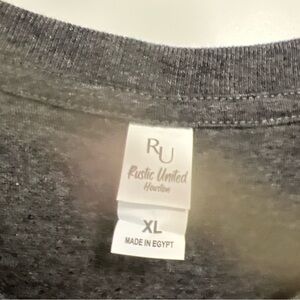 RU
Rustic United
Houston
XL
MADE IN EGYPT